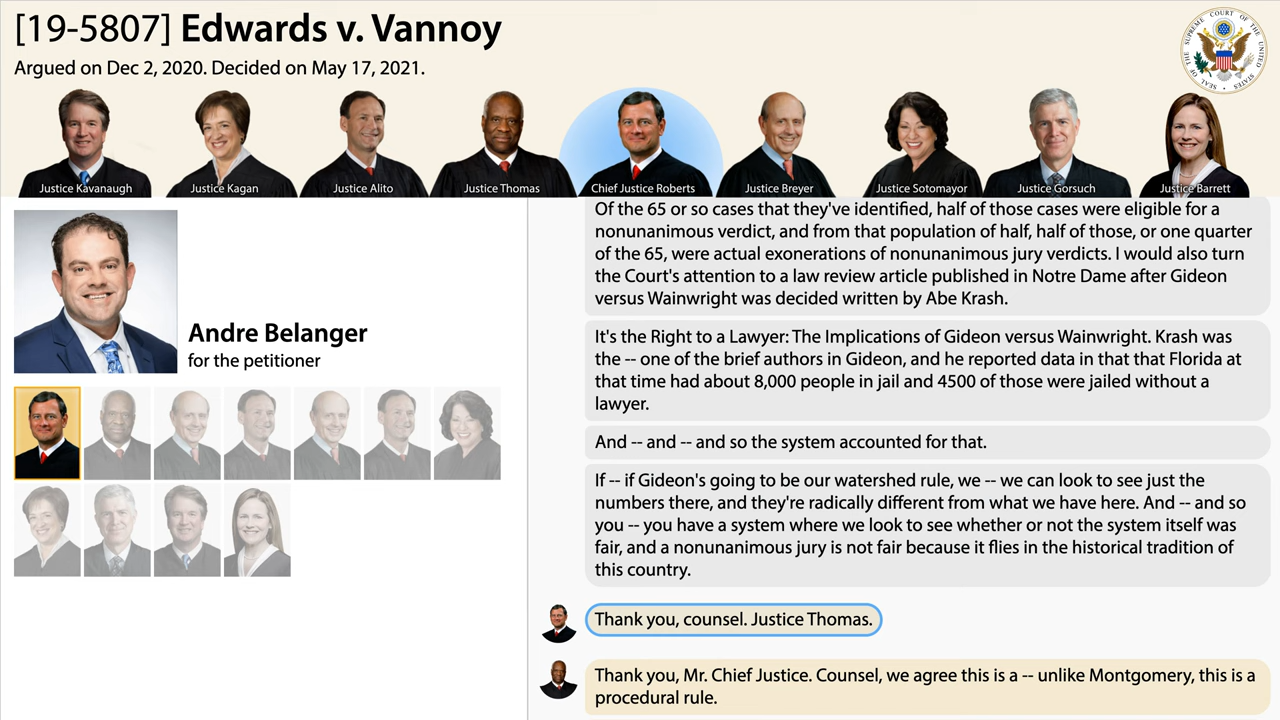 [19-5807] Edwards v. Vannoy
Argued on Dec 2, 2020. Decided on May 17, 2021.
SEAL OF THE SUPREME COURT OF THE UNITED STATES
Justice Kavanaugh
Justice Kagan
Justice Alito
Justice Thomas
Chief Justice Roberts
Justice Breyer
Justice Sotomayor
Justice Gorsuch
Justice Barrett
Andre Belanger
for the petitioner
Of the 65 or so cases that they've identified, half of those cases were eligible for a
nonunanimous verdict, and from that population of half, half of those, or one quarter
of the 65, were actual exonerations of nonunanimous jury verdicts. I would also turn
the Court's attention to a law review article published in Notre Dame after Gideon
versus Wainwright was decided written by Abe Krash.
It's the Right to a Lawyer: The Implications of Gideon versus Wainwright. Krash was
the -- one of the brief authors in Gideon, and he reported data in that that Florida at
that time had about 8,000 people in jail and 4500 of those were jailed without a
lawyer.
And -- and -- and so the system accounted for that.
If -- if Gideon's going to be our watershed rule, we -- we can look to see just the
numbers there, and they're radically different from what we have here. And -- and so
you -- you have a system where we look to see whether or not the system itself was
fair, and a nonunanimous jury is not fair because it flies in the historical tradition of
this country.
Thank you, counsel. Justice Thomas.
Thank you, Mr. Chief Justice. Counsel, we agree this is a -- unlike Montgomery, this is a
procedural rule.